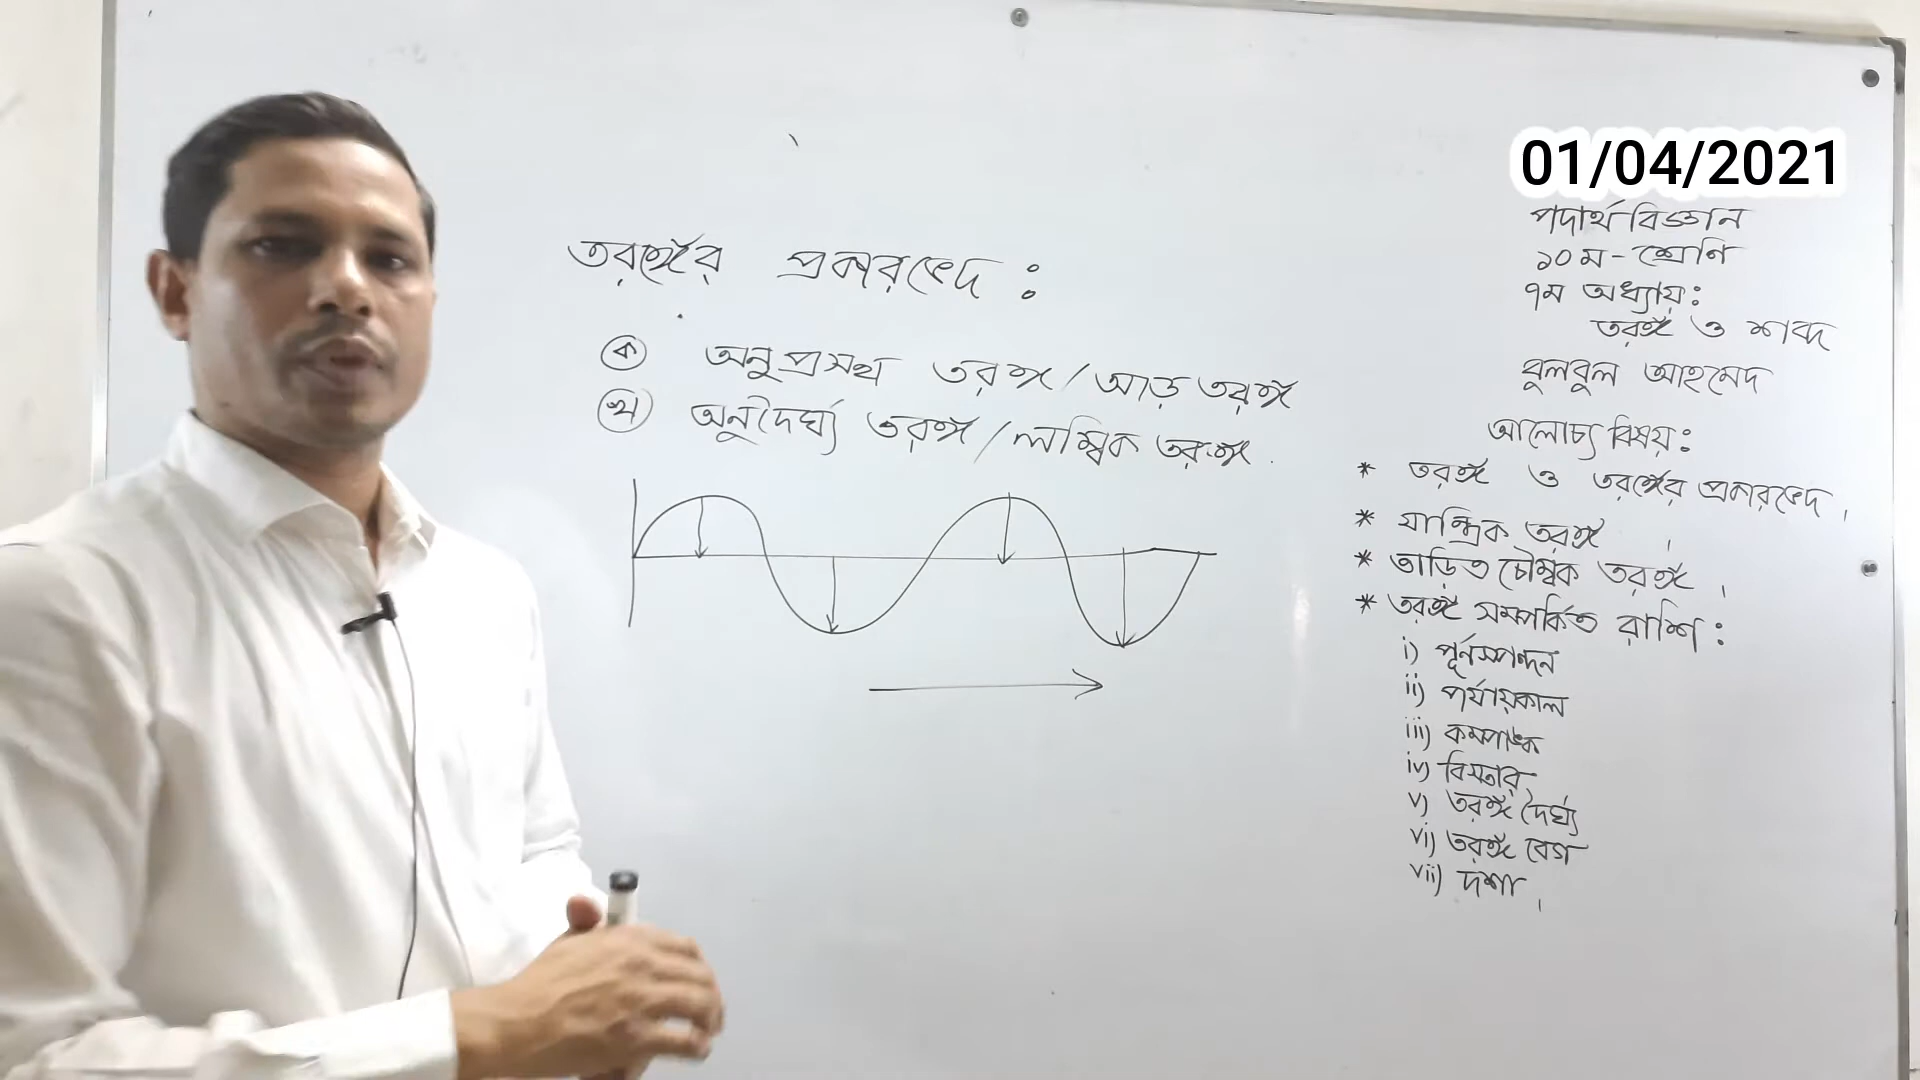 তরঙ্গের প্রকারভেদ :
ক অনুপ্রস্থ তরঙ্গ / আড় তরঙ্গ
খ অনুদৈর্ঘ্য তরঙ্গ / লম্বিক তরঙ্গ .
01/04/2021
পদার্থবিজ্ঞান
১০ম - শ্রেণি
৭ম অধ্যায় :
তরঙ্গ ও শব্দ
বুলবুল আহমেদ
আলোচ্য বিষয় :
* তরঙ্গ ও তরঙ্গের প্রকারভেদ ।
* যান্ত্রিক তরঙ্গ ।
* তাড়িত চৌম্বক তরঙ্গ ।
* তরঙ্গ সম্পর্কিত রাশি :
i) পূর্নস্পন্দন
ii) পর্যায়কাল
iii) কম্পাঙ্ক
iv) বিস্তার
v) তরঙ্গ দৈর্ঘ্য
vi) তরঙ্গ বেগ
vii) দশা ।